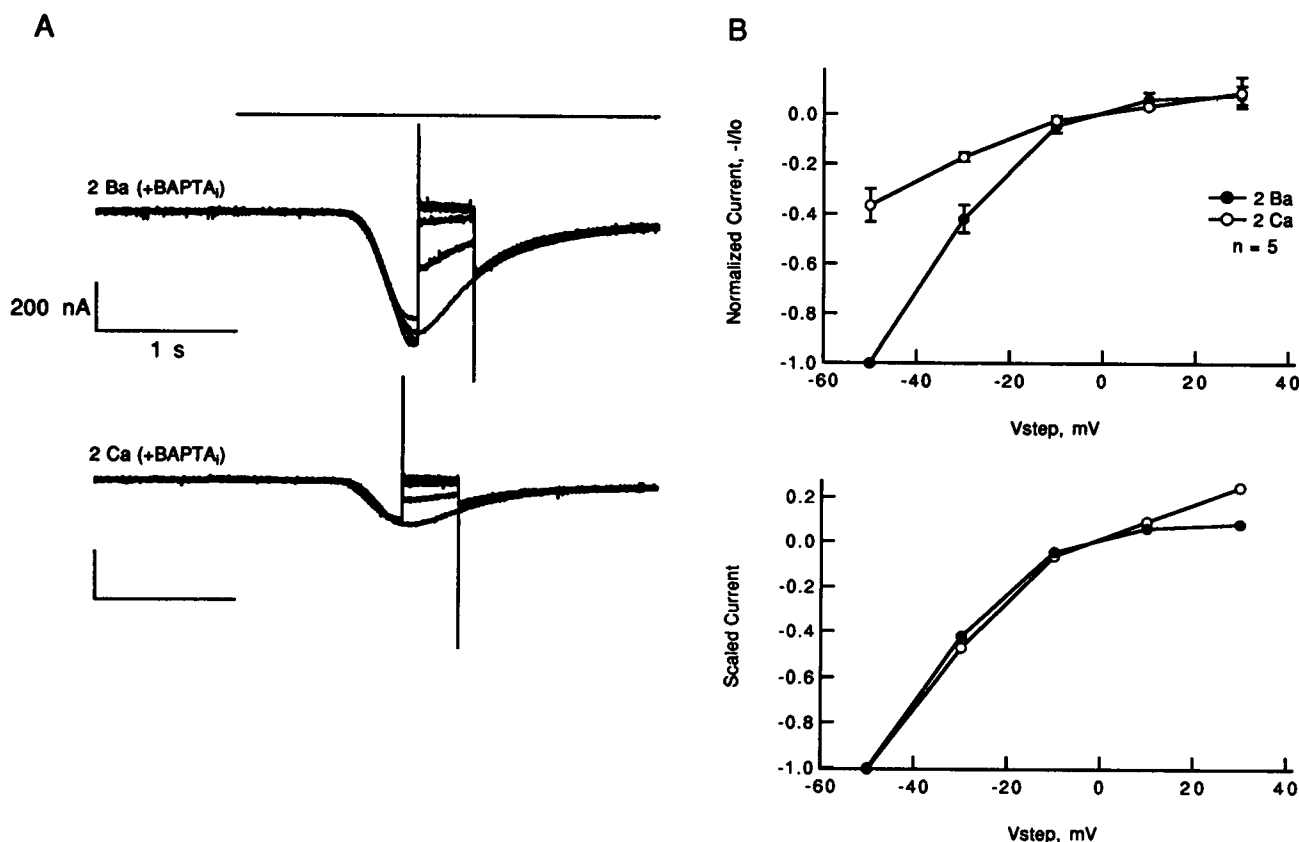 A
2 Ba (+BAPTAi)
200 nA
1 s
2 Ca (+BAPTAi)
B
Normalized Current, -I/Io
0.0
-0.2
-0.4
-0.6
-0.8
-1.0
-60
-40
-20
0
20
40
Vstep, mV
2 Ba
2 Ca
n = 5
Scaled Current
0.2
0.0
-0.2
-0.4
-0.6
-0.8
-1.0
-60
-40
-20
0
20
40
Vstep, mV